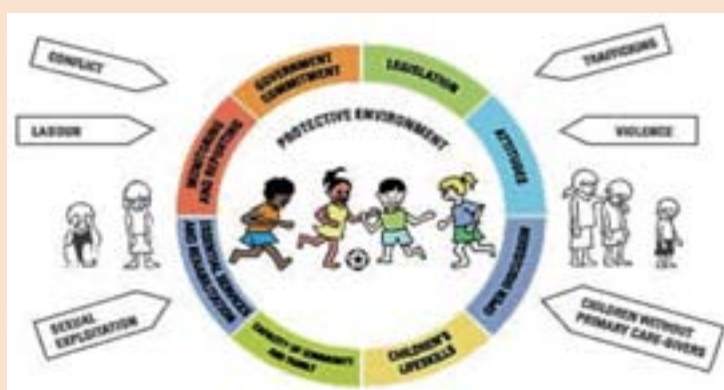 CONFLICT
LABOUR
SEXUAL
EXPLOITATION
GOVERNMENT
COMMITMENT
LEGISLATION
ATTITUDES
OPEN DISCUSSION
CHILDREN'S
LIFESKILLS
CAPACITY OF COMMUNITY
AND FAMILY
ESSENTIAL SERVICES
AND REHABILITATION
MONITORING
AND REPORTING
PROTECTIVE ENVIRONMENT
TRAFFICKING
VIOLENCE
CHILDREN WITHOUT
PRIMARY CARE-GIVERS